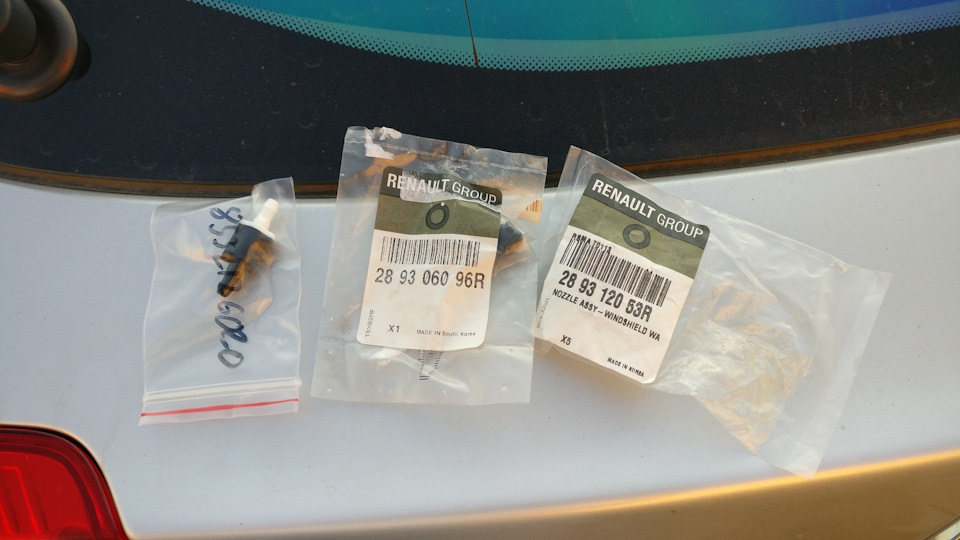 RENAULT GROUP
28 93 060 96R
X1
MADE IN South Korea
RENAULT GROUP
28 93 120 53R
NOZZLE ASSY-WINDSHIELD WA
X5
MADE IN KOREA